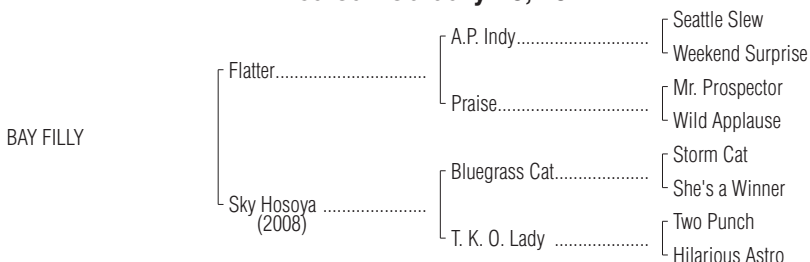 Seattle Slew
A.P. Indy
Weekend Surprise
Flatter
Mr. Prospector
Praise
Wild Applause
BAY FILLY
Storm Cat
Bluegrass Cat
She's a Winner
Sky Hosoya
(2008)
Two Punch
T. K. O. Lady
Hilarious Astro